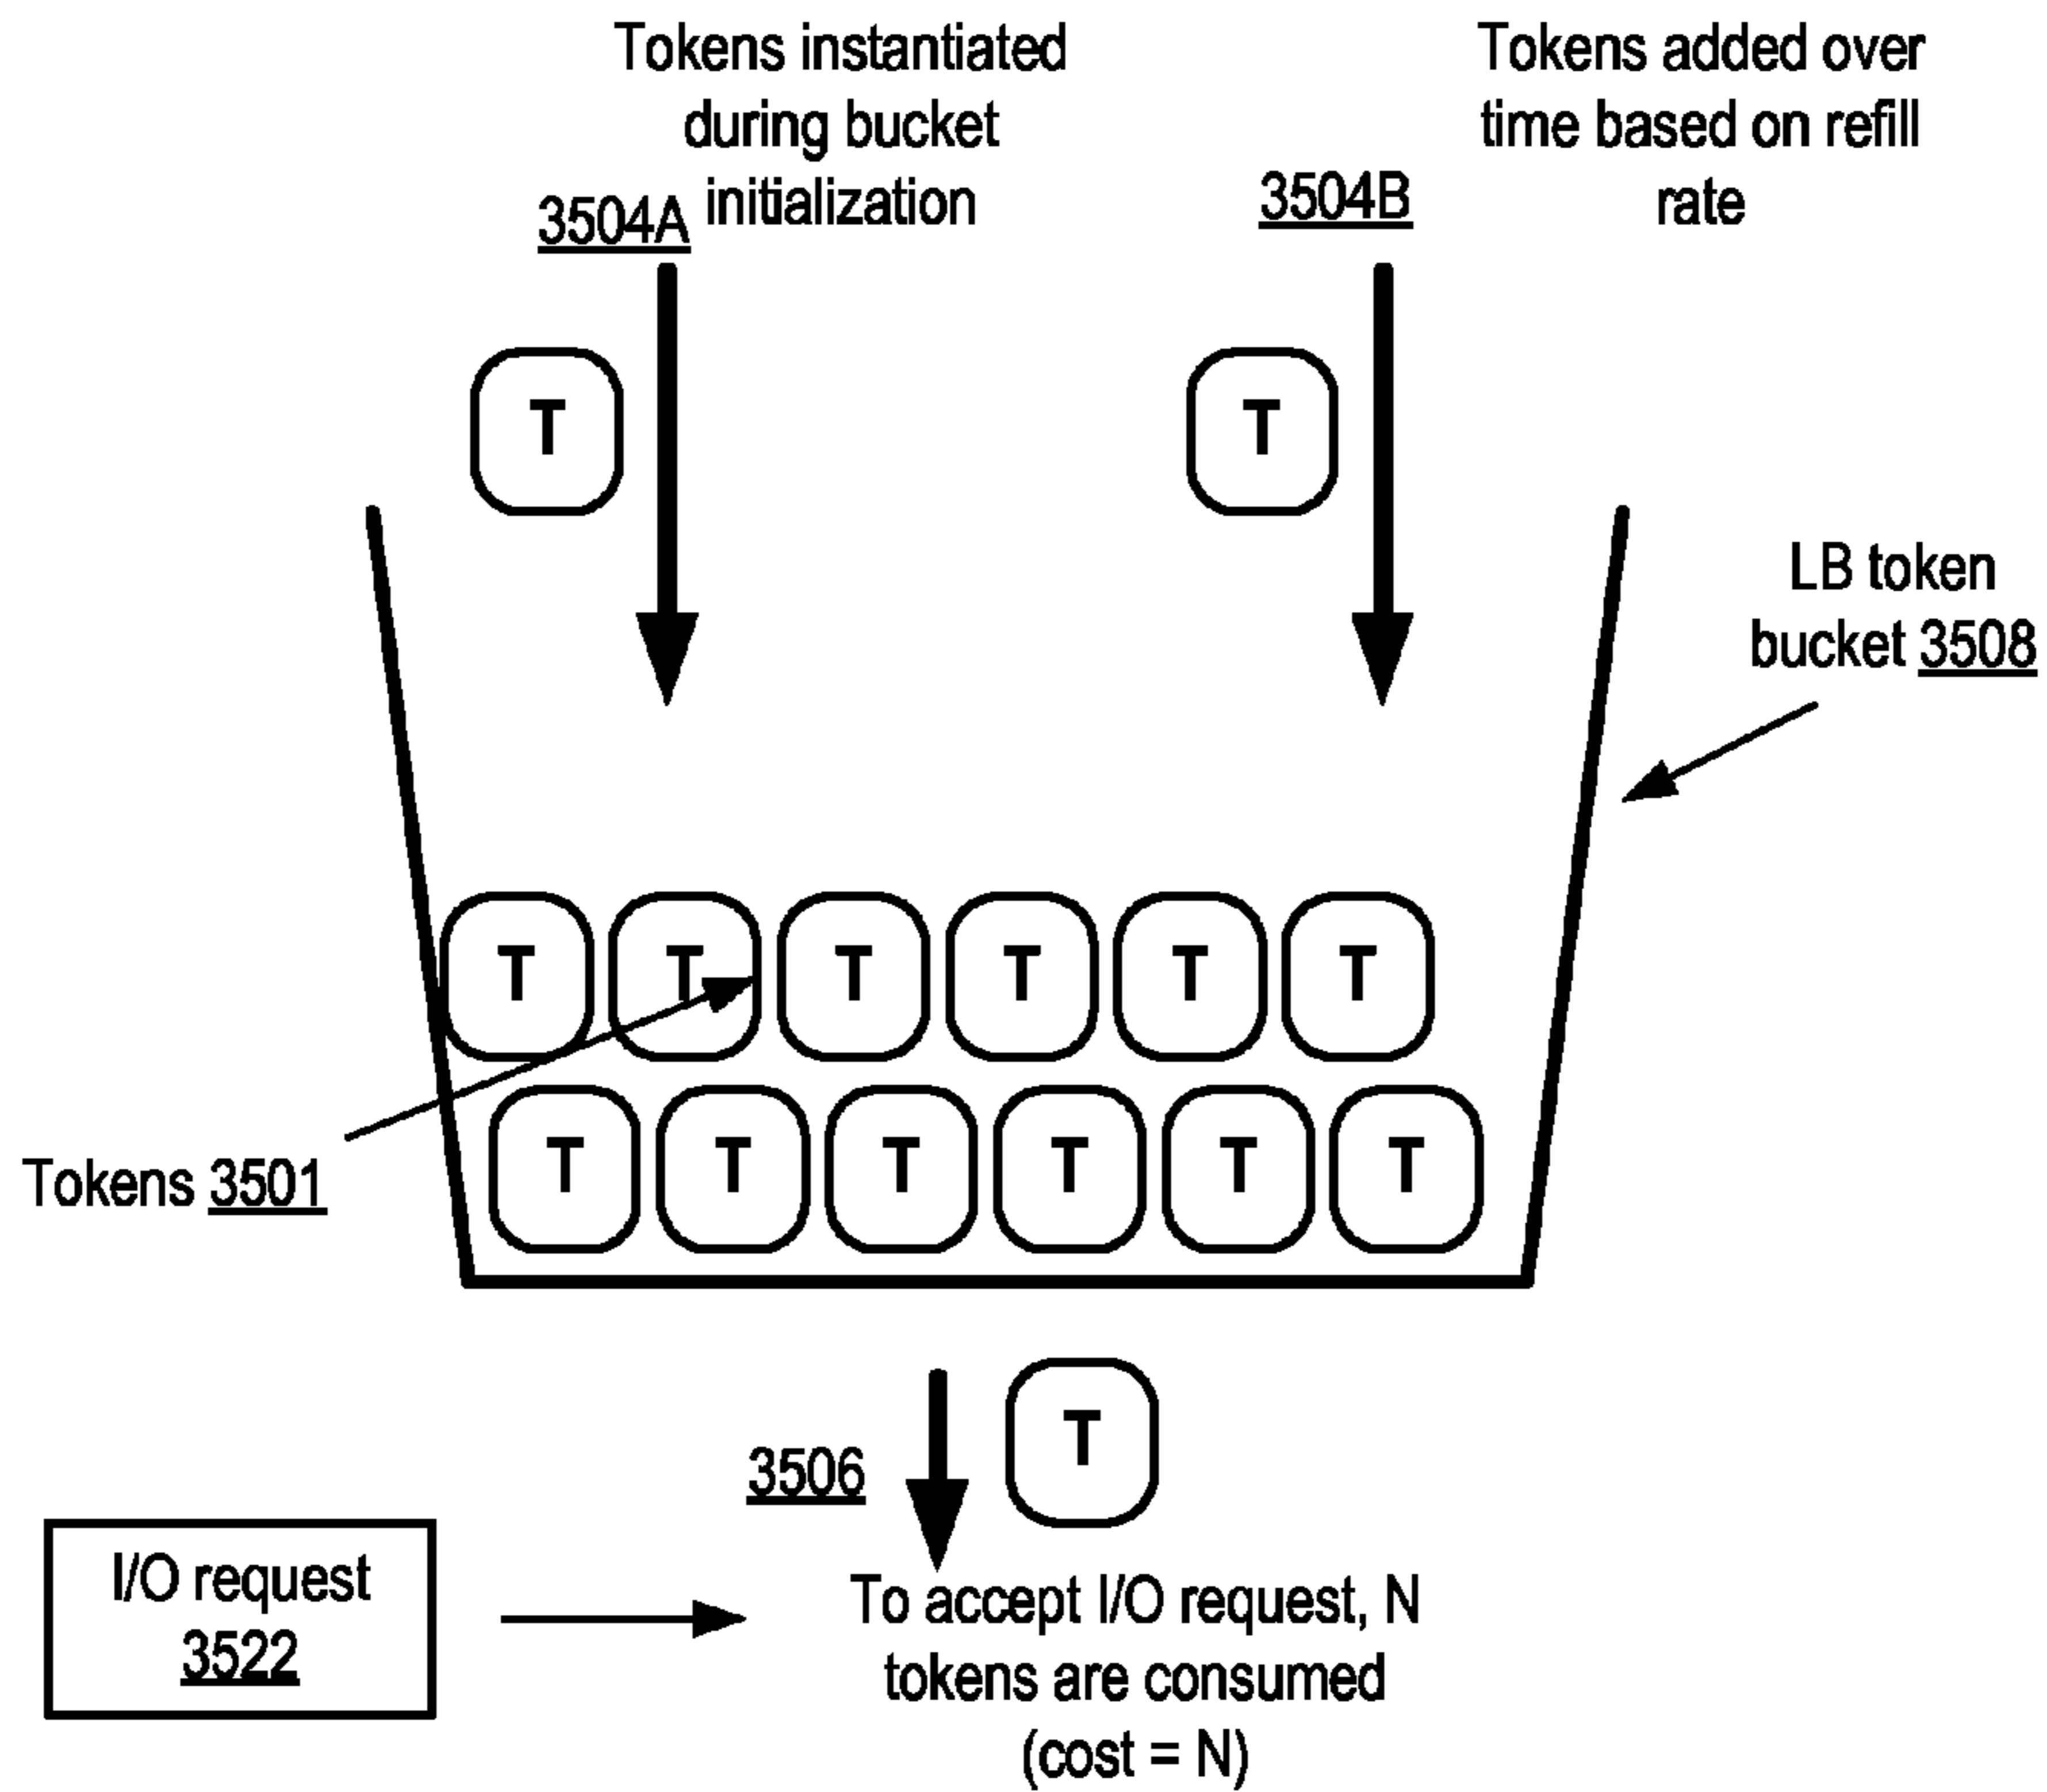 Tokens instantiated
during bucket
initialization
3504A
Tokens added over
time based on refill
rate
3504B
T
T
LB token
bucket 3508
T T T T T T
Tokens 3501
T T T T T T
3506
T
I/O request
3522
To accept I/O request, N
tokens are consumed
(cost = N)